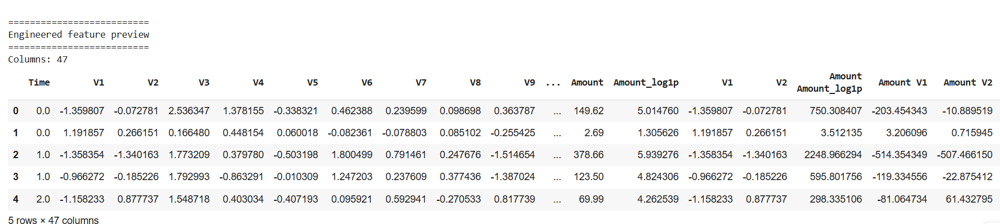 ==========================
Engineered feature preview
==========================
Columns: 47
Time V1 V2 V3 V4 V5 V6 V7 V8 V9 ... Amount Amount_log1p V1 V2 Amount Amount_log1p Amount V1 Amount V2
0 0.0 -1.359807 -0.072781 2.536347 1.378155 -0.338321 0.462388 0.239599 0.098698 0.363787 ... 149.62 5.014760 -1.359807 -0.072781 750.308407 -203.454343 -10.889519
1 0.0 1.191857 0.266151 0.166480 0.448154 0.060018 -0.082361 -0.078803 0.085102 -0.255425 ... 2.69 1.305626 1.191857 0.266151 3.512135 3.206096 0.715945
2 1.0 -1.358354 -1.340163 1.773209 0.379780 -0.503198 1.800499 0.791461 0.247676 -1.514654 ... 378.66 5.939276 -1.358354 -1.340163 2248.966294 -514.354349 -507.466150
3 1.0 -0.966272 -0.185226 1.792993 -0.863291 -0.010309 1.247203 0.237609 0.377436 -1.387024 ... 123.50 4.824306 -0.966272 -0.185226 595.801756 -119.334556 -22.875412
4 2.0 -1.158233 0.877737 1.548718 0.403034 -0.407193 0.095921 0.592941 -0.270533 0.817739 ... 69.99 4.262539 -1.158233 0.877737 298.335106 -81.064734 61.432795
5 rows × 47 columns